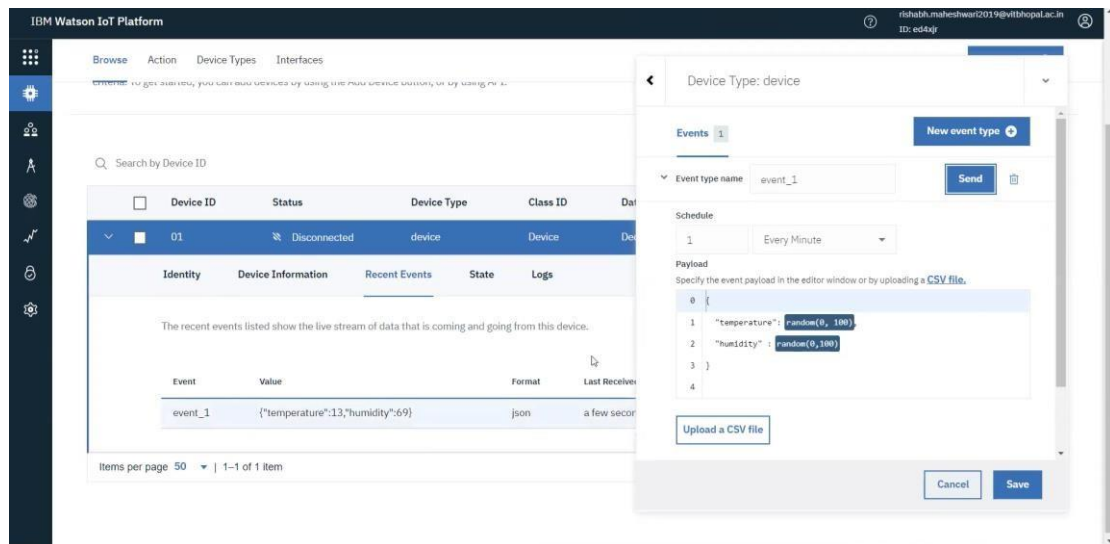 IBM Watson IoT Platform
rishabh.maheshwari2019@vitbhopal.ac.in
ID: ed4xjr
Browse Action Device Types Interfaces
criteria. To get started, you can add devices by using the Add Device button, or by using API.
Search by Device ID
Device ID Status Device Type Class ID Dat
01 Disconnected device Device De
Identity Device Information Recent Events State Logs
The recent events listed show the live stream of data that is coming and going from this device.
Event Value Format Last Receive
event_1 {"temperature":13,"humidity":69} json a few secon
Items per page 50 | 1–1 of 1 item
Device Type: device
Events 1
New event type
Event type name event_1 Send
Schedule
1 Every Minute
Payload
Specify the event payload in the editor window or by uploading a CSV file.
0 {
1 "temperature": random(0, 100),
2 "humidity" : random(0,100)
3 }
4
Upload a CSV file
Cancel Save